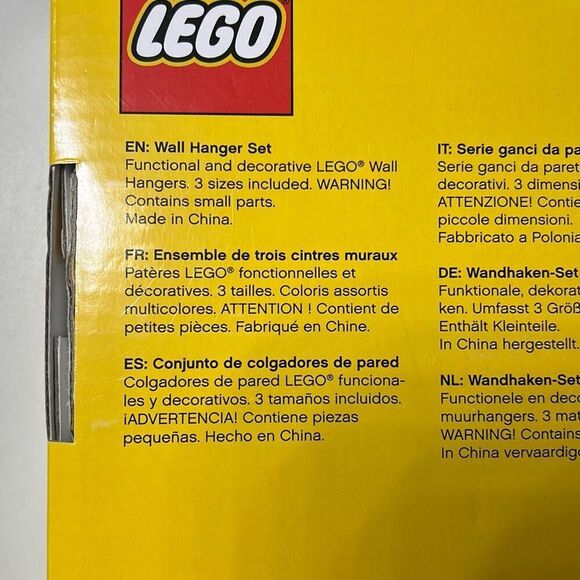 LEGO®
EN: Wall Hanger Set
Functional and decorative LEGO® Wall
Hangers. 3 sizes included. WARNING!
Contains small parts.
Made in China.
FR: Ensemble de trois cintres muraux
Patères LEGO® fonctionnelles et
décoratives. 3 tailles. Coloris assortis
multicolores. ATTENTION ! Contient de
petites pièces. Fabriqué en Chine.
ES: Conjunto de colgadores de pared
Colgadores de pared LEGO® funciona-
les y decorativos. 3 tamaños incluidos.
¡ADVERTENCIA! Contiene piezas
pequeñas. Hecho en China.
IT: Serie ganci da pa
Serie ganci da paret
decorativi. 3 dimensi
ATTENZIONE! Contie
piccole dimensioni.
Fabbricato a Polonia
DE: Wandhaken-Set
Funktionale, dekorat
ken. Umfasst 3 Größ
Enthält Kleinteile.
In China hergestellt.
NL: Wandhaken-Set
Functionele en deco
muurhangers. 3 mat
WARNING! Contains
In China vervaardigd